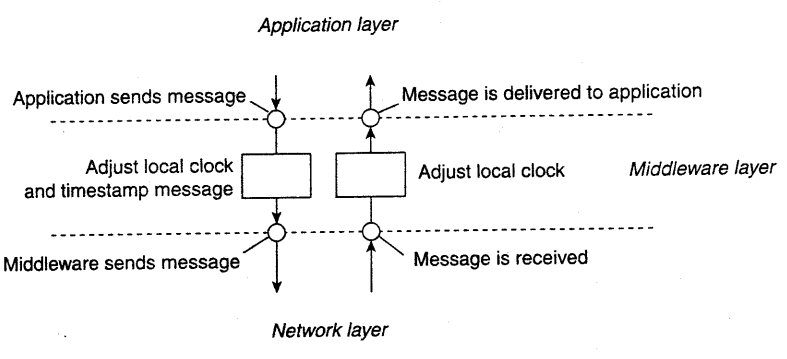 Application layer
Application sends message
Message is delivered to application
Adjust local clock
and timestamp message
Adjust local clock
Middleware layer
Middleware sends message
Message is received
Network layer